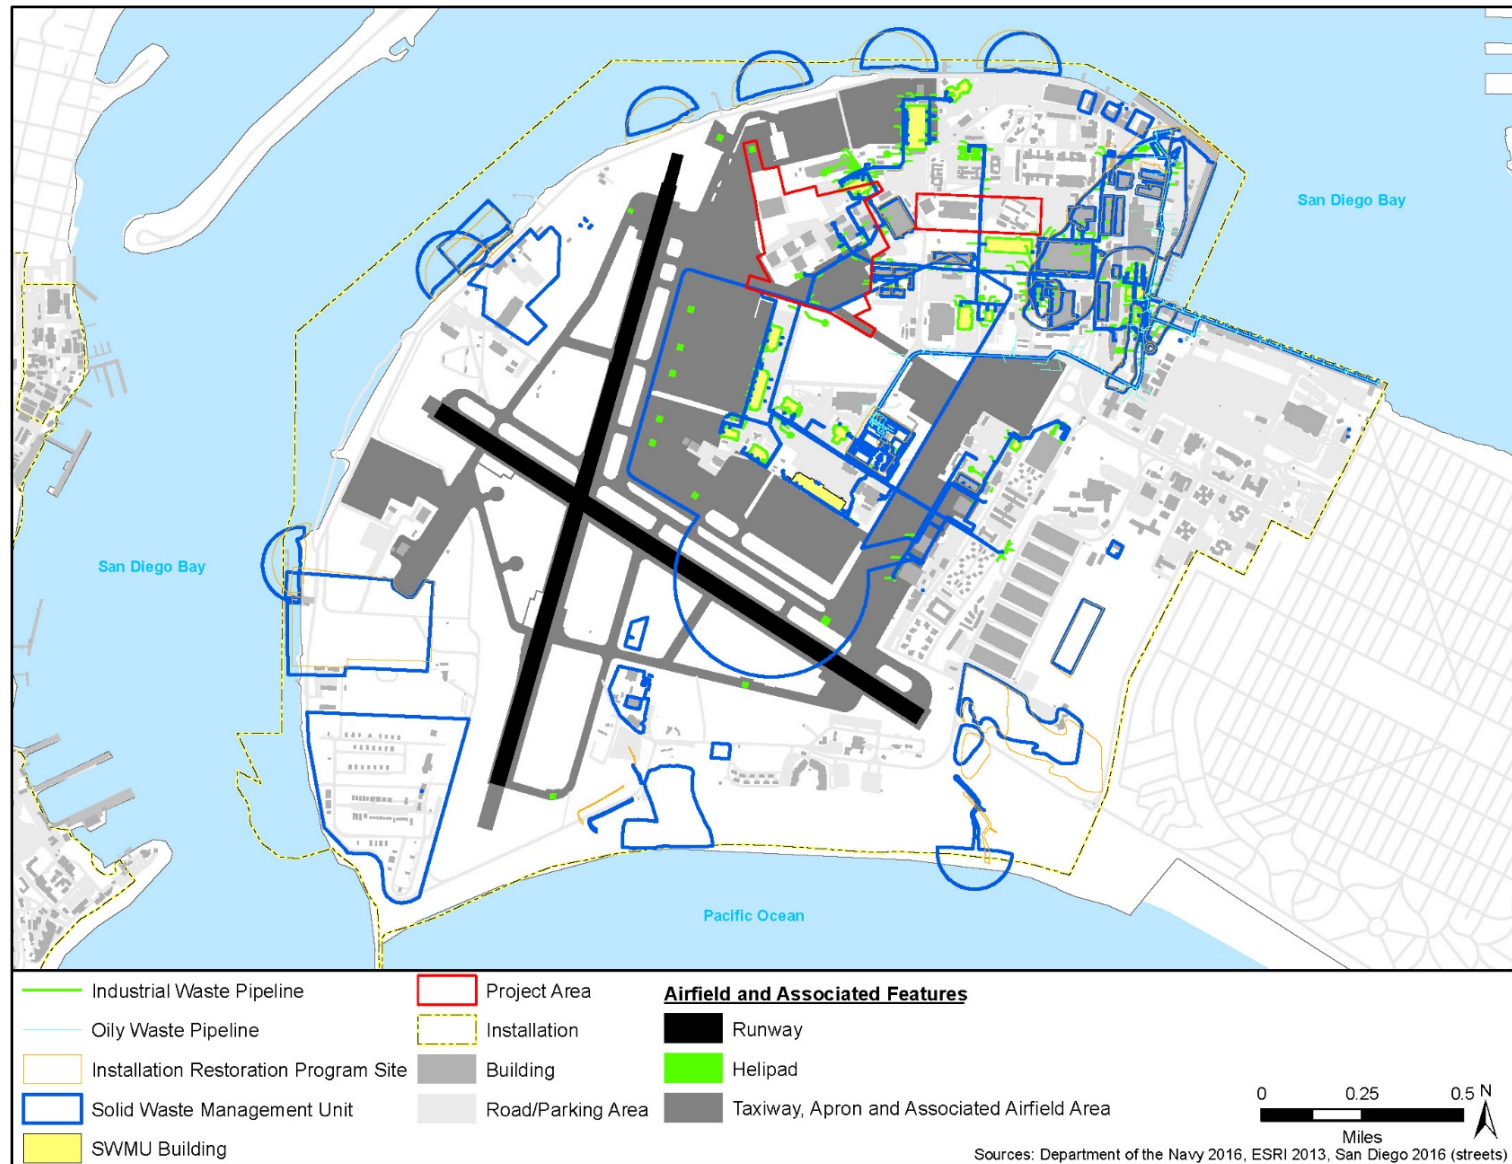 San Diego Bay
San Diego Bay
Pacific Ocean
Industrial Waste Pipeline
Oily Waste Pipeline
Installation Restoration Program Site
Solid Waste Management Unit
SWMU Building
Project Area
Installation
Building
Road/Parking Area
Airfield and Associated Features
Runway
Helipad
Taxiway, Apron and Associated Airfield Area
0 0.25 0.5
Miles
N
Sources: Department of the Navy 2016, ESRI 2013, San Diego 2016 (streets)